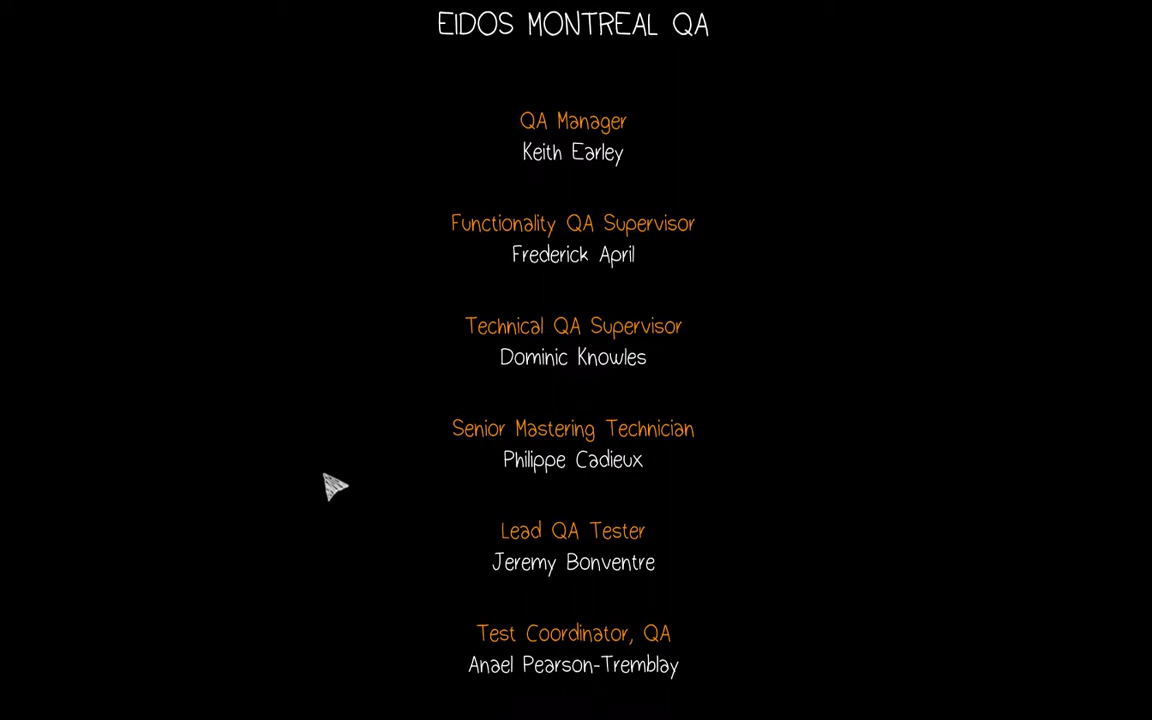 EIDOS MONTREAL QA
QA Manager
Keith Earley
Functionality QA Supervisor
Frederick April
Technical QA Supervisor
Dominic Knowles
Senior Mastering Technician
Philippe Cadieux
Lead QA Tester
Jeremy Bonventre
Test Coordinator, QA
Anael Pearson-Tremblay